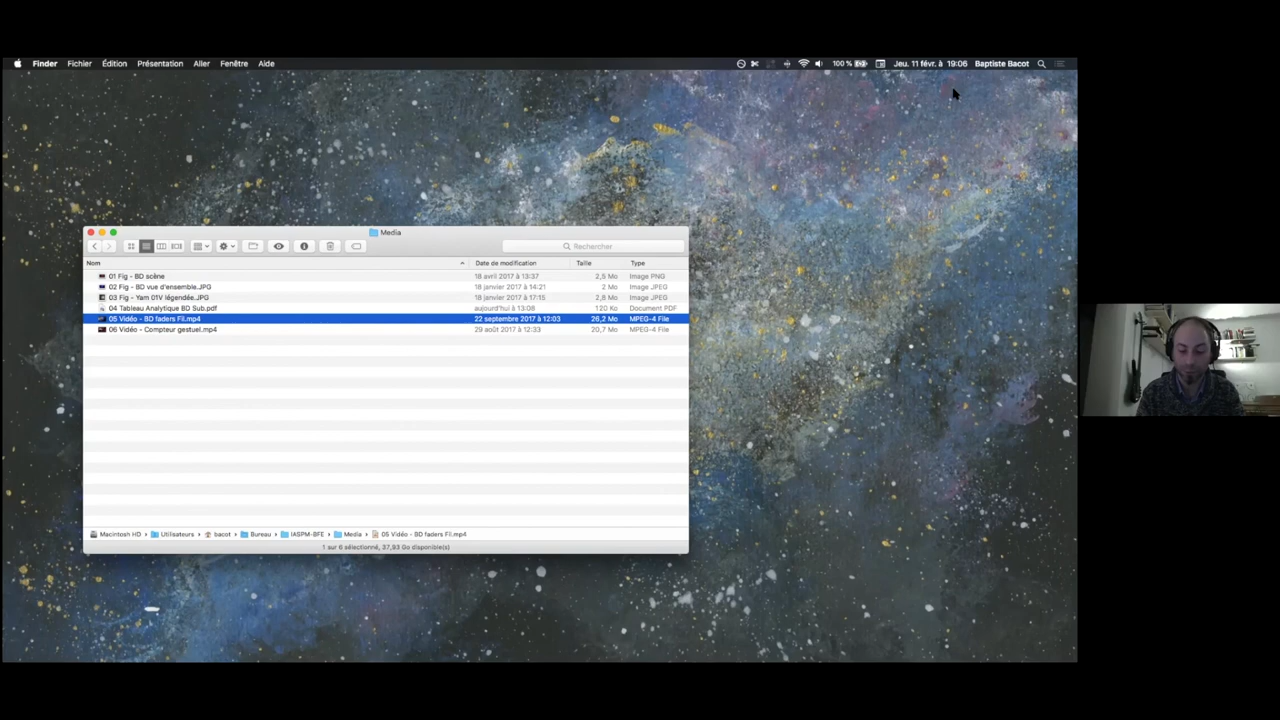 Finder Fichier Édition Présentation Aller Fenêtre Aide 100 % Jeu. 11 févr. à 19:06 Baptiste Bacot
Media
Rechercher
Nom Date de modification Taille Type
01 Fig - BD scène 18 avril 2017 à 13:37 2,5 Mo Image PNG
02 Fig - BD vue d'ensemble.JPG 18 janvier 2017 à 14:21 2 Mo Image JPEG
03 Fig - Yam 01V légendée.JPG 18 janvier 2017 à 17:15 2,8 Mo Image JPEG
04 Tableau Analytique BD Sub.pdf aujourd'hui à 13:08 120 Ko Document PDF
05 Vidéo - BD faders Fil.mp4 22 septembre 2017 à 12:03 26,2 Mo MPEG-4 File
06 Vidéo - Compteur gestuel.mp4 29 août 2017 à 12:33 20,7 Mo MPEG-4 File
Macintosh HD Utilisateurs bacot Bureau IASPM-BFE Media 05 Vidéo - BD faders Fil.mp4
1 sur 6 sélectionné, 37,93 Go disponible(s)